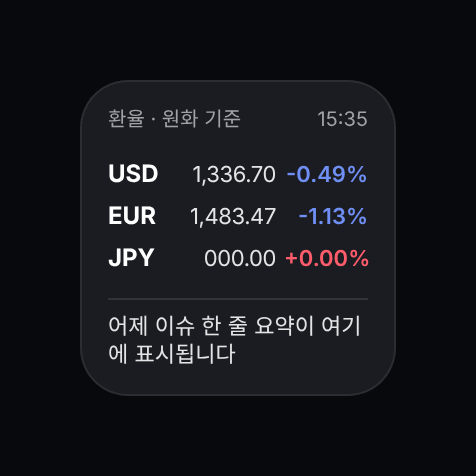 환율 · 원화 기준 15:35
USD 1,336.70 -0.49%
EUR 1,483.47 -1.13%
JPY 000.00 +0.00%
어제 이슈 한 줄 요약이 여기
에 표시됩니다